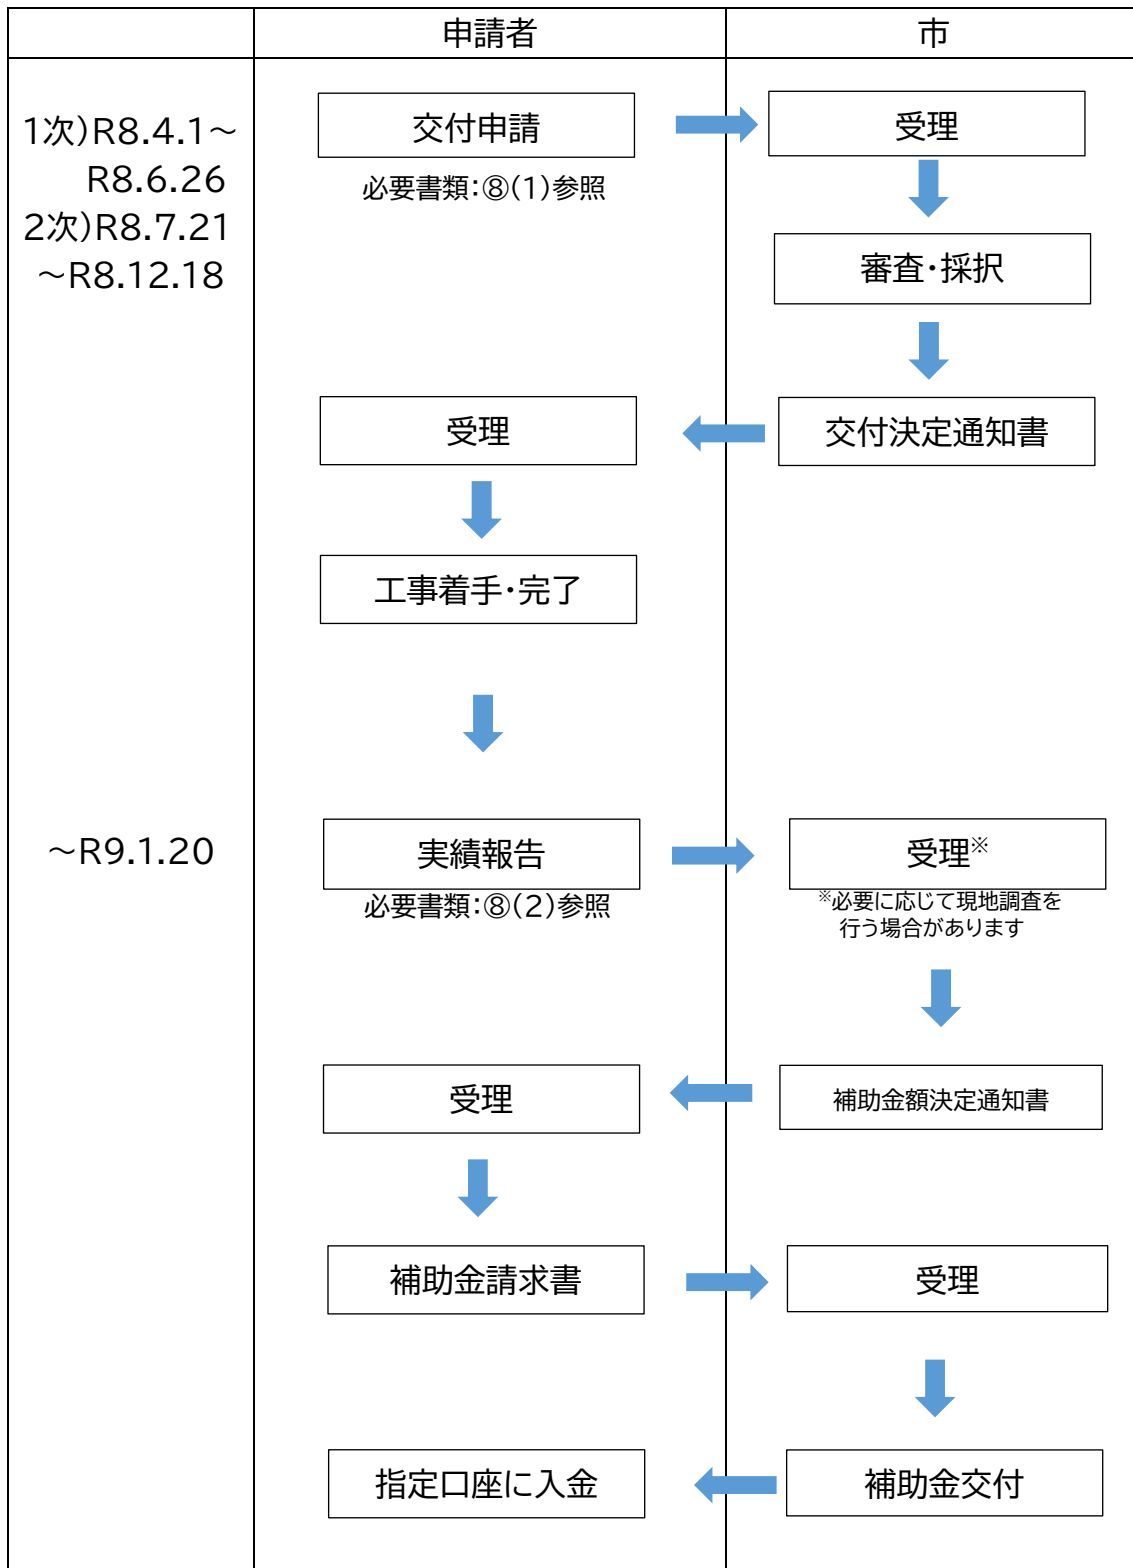 申請者
市
1次)R8.4.1～
R8.6.26
2次)R8.7.21
～R8.12.18
交付申請
必要書類：⑧(1)参照
受理
審査・採択
交付決定通知書
受理
工事着手・完了
～R9.1.20
実績報告
必要書類：⑧(2)参照
受理※
※必要に応じて現地調査を
行う場合があります
補助金額決定通知書
受理
補助金請求書
受理
補助金交付
指定口座に入金